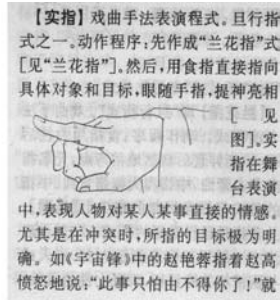 【实指】戏曲手法表演程式。旦行指
式之一。动作程序:先作成“兰花指”式
[见“兰花指”]。然后,用食指直接指向
具体对象和目标,眼随手指,提神亮相
[见
图]。实
指在舞
台表演
中,表现人物对某人某事直接的情感。
尤其是在冲突时,所指的目标极为明
确。如《宇宙锋》中的赵艳蓉指着赵高
愤怒地说:“此事只怕由不得你了!”就